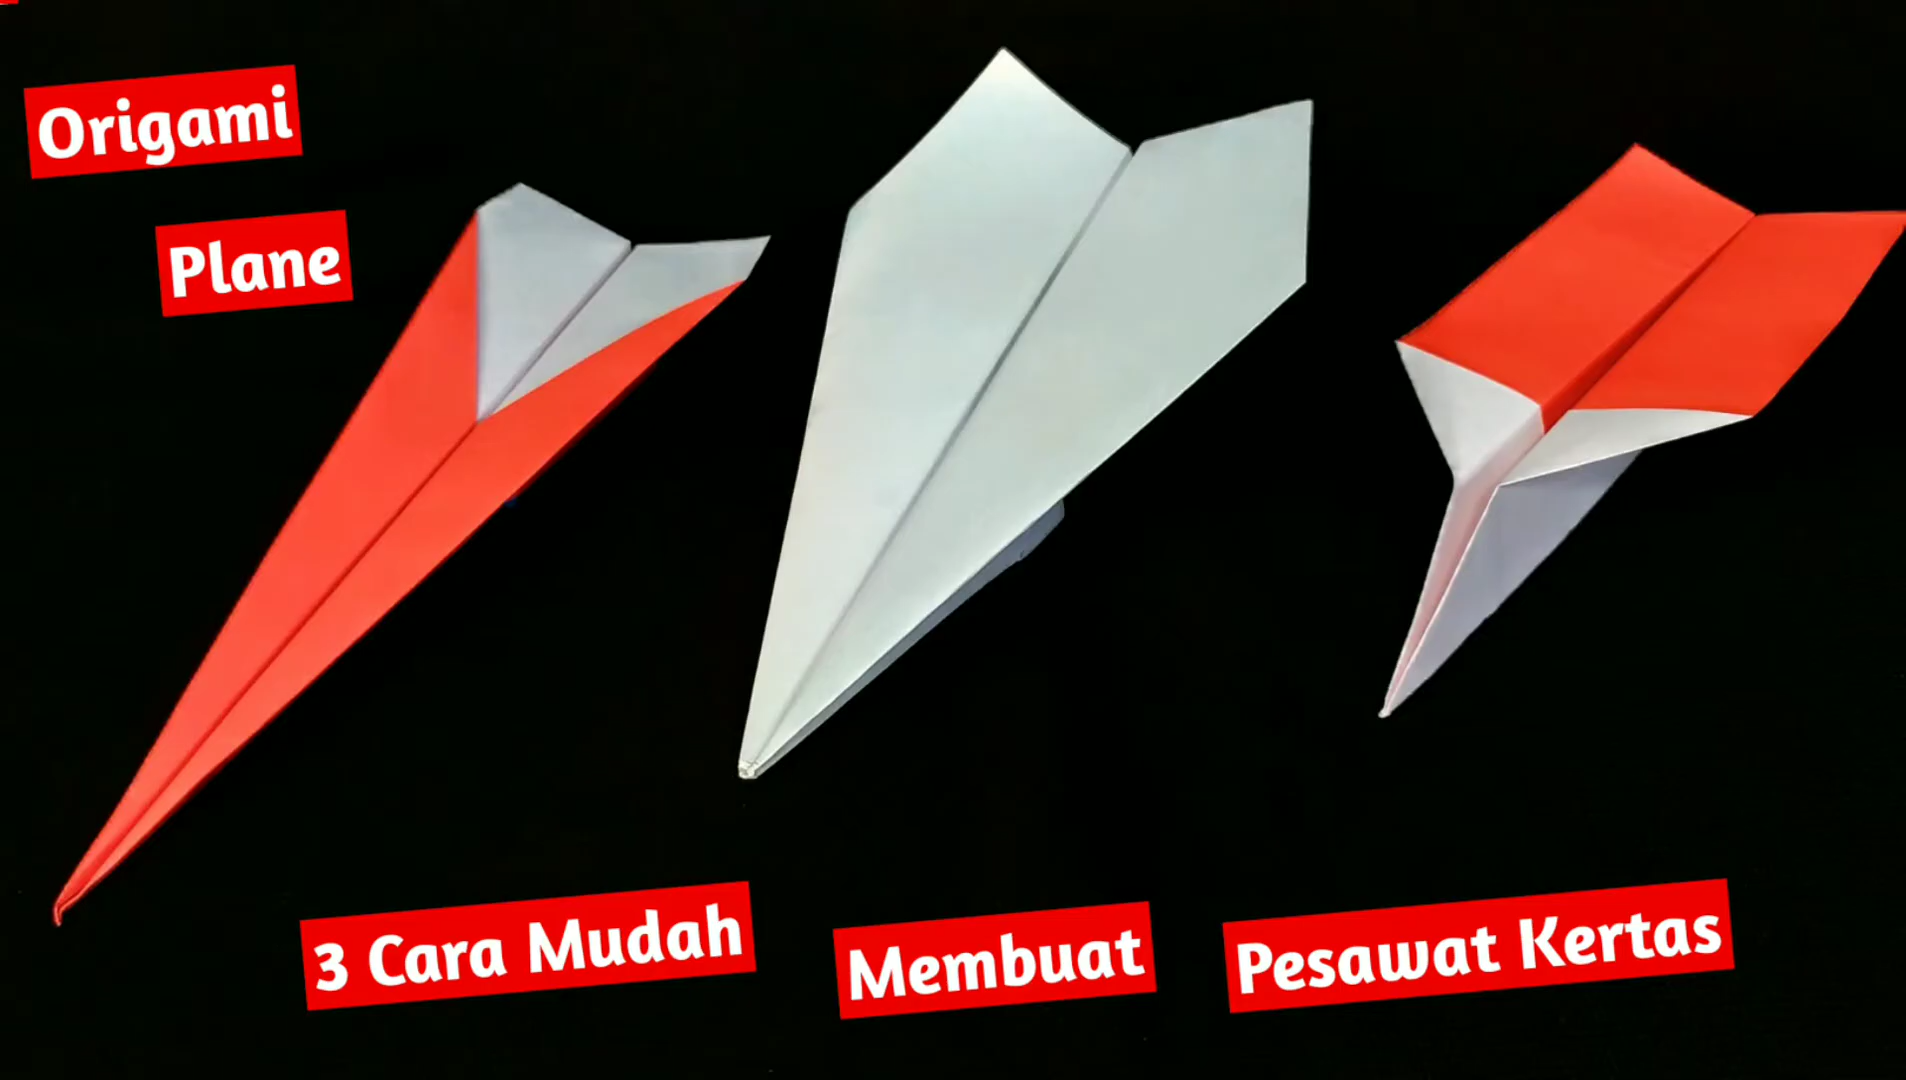 Origami
Plane
3 Cara Mudah
Membuat
Pesawat Kertas